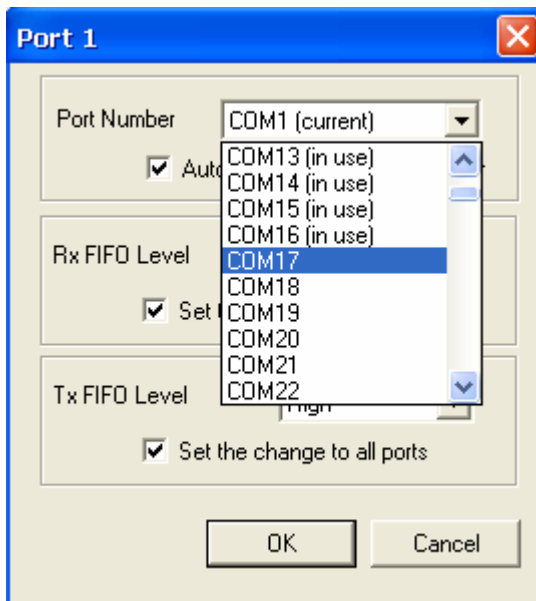 Port 1
Port Number COM1 (current)
COM13 (in use)
COM14 (in use)
COM15 (in use)
COM16 (in use)
Rx FIFO Level COM17
COM18
Set COM19
COM20
COM21
Tx FIFO Level COM22
High
Set the change to all ports
OK Cancel